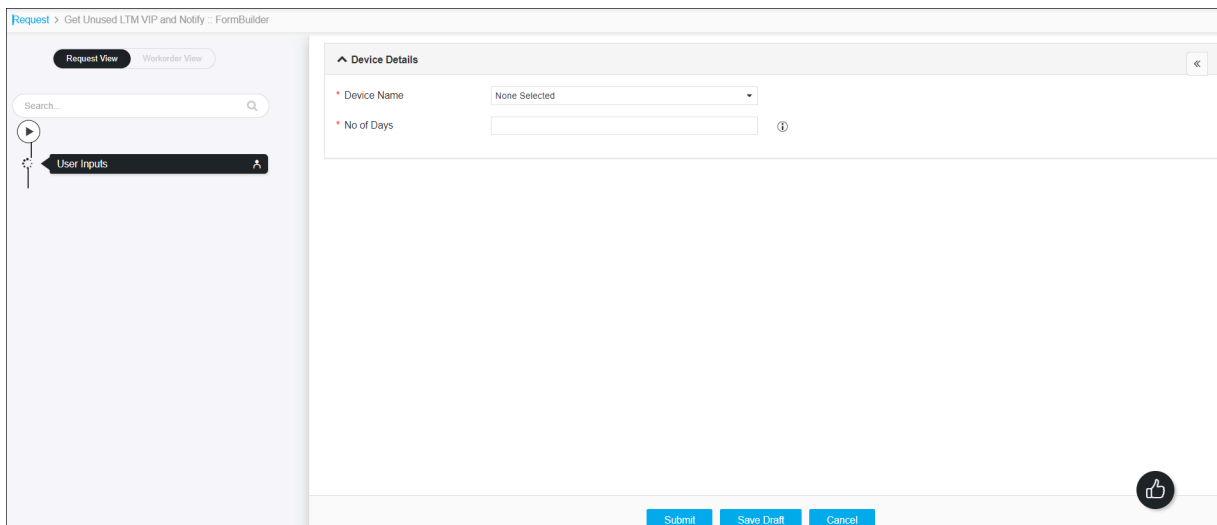 Request > Get Unused LTM VIP and Notify :: FormBuilder
Request View Workorder View
Search...
User Inputs
Device Details
* Device Name None Selected
* No of Days
Submit Save Draft Cancel